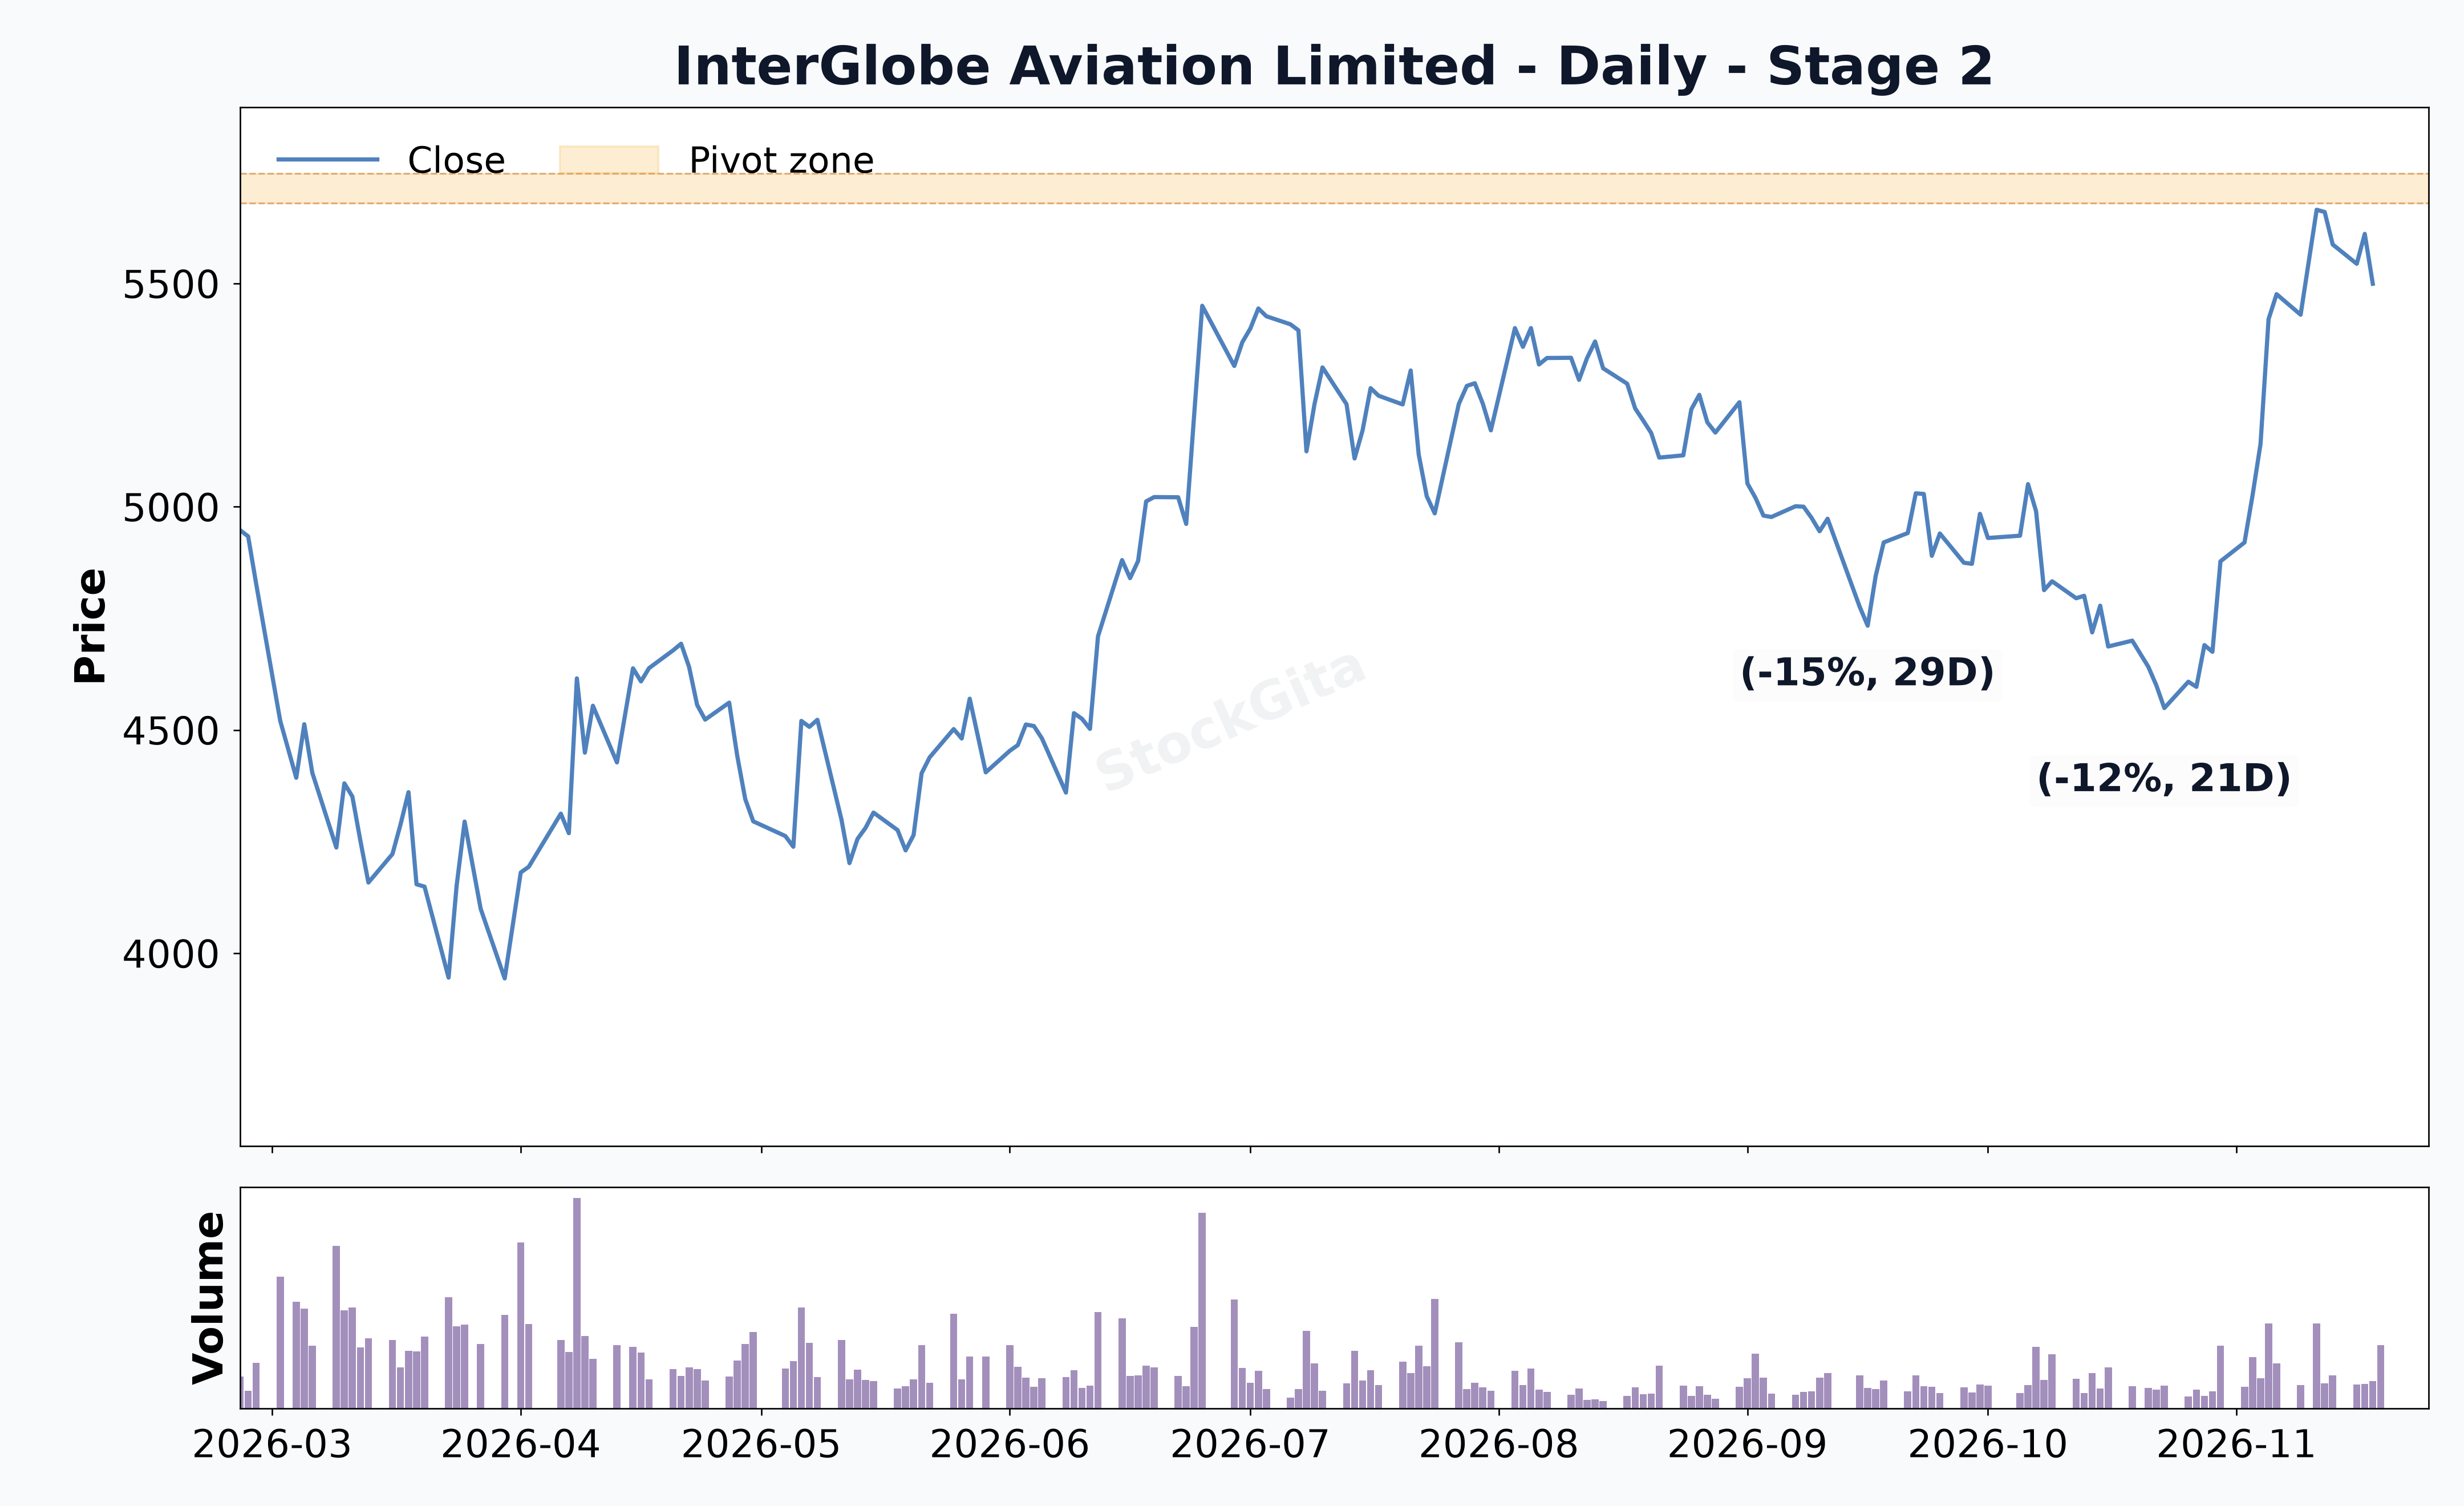 InterGlobe Aviation Limited - Daily - Stage 2
Close
Pivot zone
Price
5500
5000
4500
4000
(-15%, 29D)
(-12%, 21D)
StockGita
Volume
2026-03
2026-04
2026-05
2026-06
2026-07
2026-08
2026-09
2026-10
2026-11